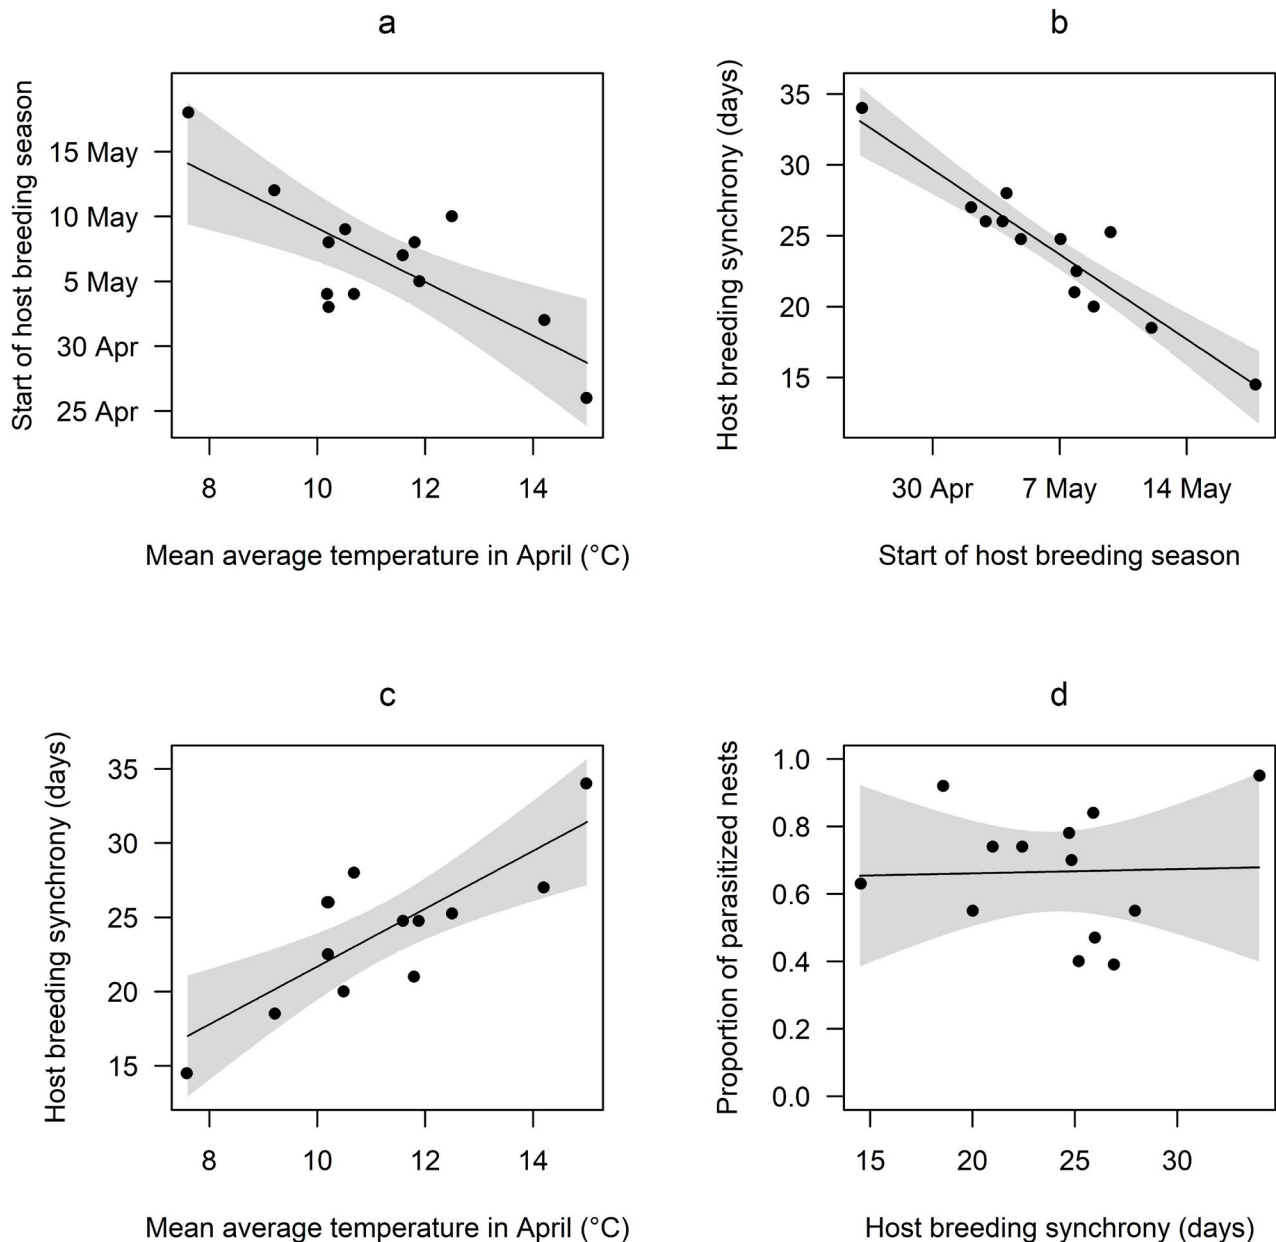 a
Start of host breeding season
15 May
10 May
5 May
30 Apr
25 Apr
8 10 12 14
Mean average temperature in April (°C)
b
Host breeding synchrony (days)
35
30
25
20
15
30 Apr 7 May 14 May
Start of host breeding season
c
Host breeding synchrony (days)
35
30
25
20
15
8 10 12 14
Mean average temperature in April (°C)
d
Proportion of parasitized nests
1.0
0.8
0.6
0.4
0.2
0.0
15 20 25 30
Host breeding synchrony (days)